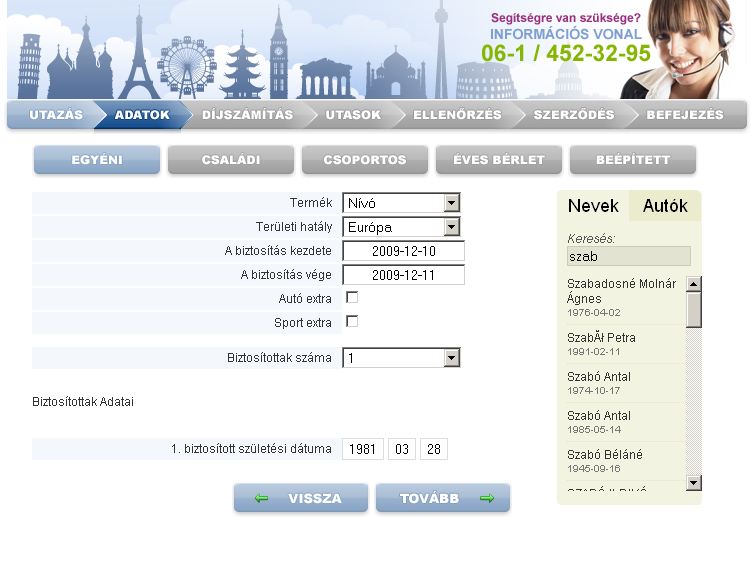 Segítségre van szüksége?
INFORMÁCIÓS VONAL
06-1 / 452-32-95
UTAZÁS ADATOK DÍJSZÁMÍTÁS UTASOK ELLENŐRZÉS SZERZŐDÉS BEFEJEZÉS
EGYÉNI CSALÁDI CSOPORTOS ÉVES BÉRLET BEÉPÍTETT
Termék Nívó
Területi hatály Európa
A biztosítás kezdete 2009-12-10
A biztosítás vége 2009-12-11
Autó extra
Sport extra
Biztosítottak száma 1
Biztosítottak Adatai
1. biztosított születési dátuma 1981 03 28
VISSZA TOVÁBB
Nevek Autók
Keresés:
szab
Szabadosné Molnár
Ágnes
1976-04-02
SzabĂł Petra
1991-02-11
Szabó Antal
1974-10-17
Szabó Antal
1985-05-14
Szabó Béláné
1945-09-16